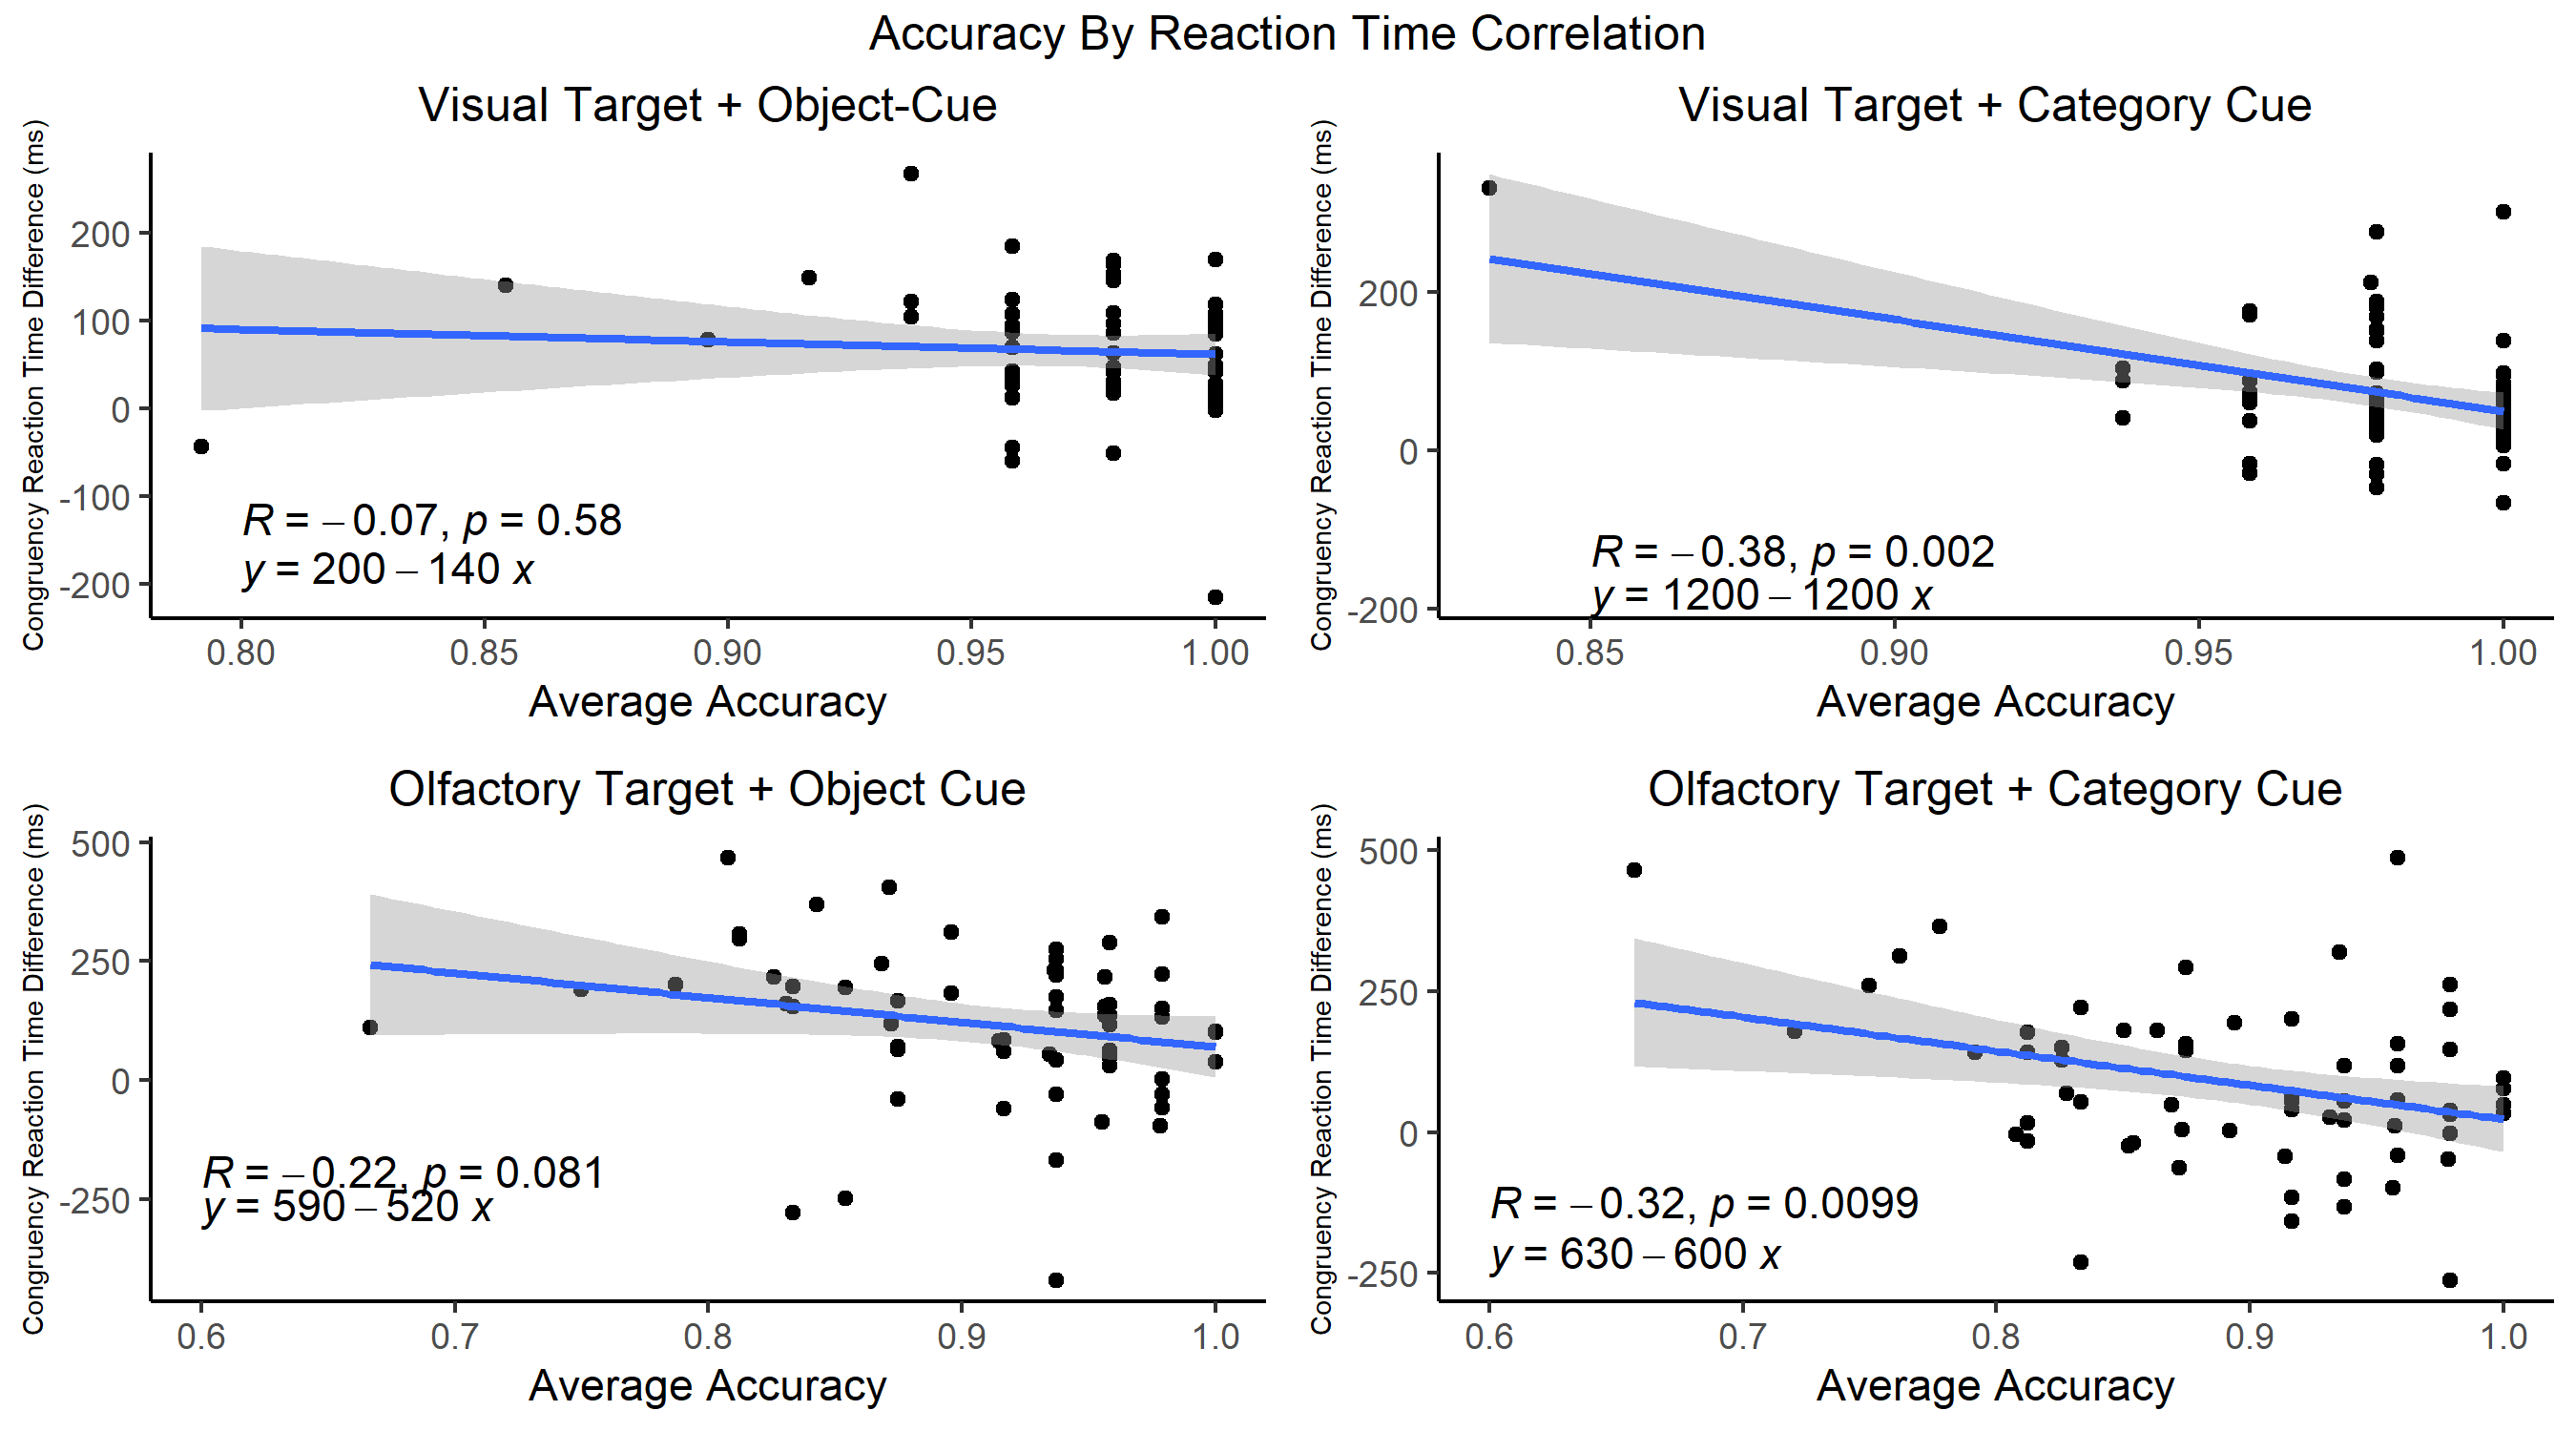 Accuracy By Reaction Time Correlation
Visual Target + Object-Cue
Congruency Reaction Time Difference (ms)
200
100
0
-100
-200
R = −0.07, p = 0.58
y = 200 − 140 x
0.80 0.85 0.90 0.95 1.00
Average Accuracy
Visual Target + Category Cue
Congruency Reaction Time Difference (ms)
200
0
-200
R = −0.38, p = 0.002
y = 1200 − 1200 x
0.85 0.90 0.95 1.00
Average Accuracy
Olfactory Target + Object Cue
Congruency Reaction Time Difference (ms)
500
250
0
-250
R = −0.22, p = 0.081
y = 590 − 520 x
0.6 0.7 0.8 0.9 1.0
Average Accuracy
Olfactory Target + Category Cue
Congruency Reaction Time Difference (ms)
500
250
0
-250
R = −0.32, p = 0.0099
y = 630 − 600 x
0.6 0.7 0.8 0.9 1.0
Average Accuracy